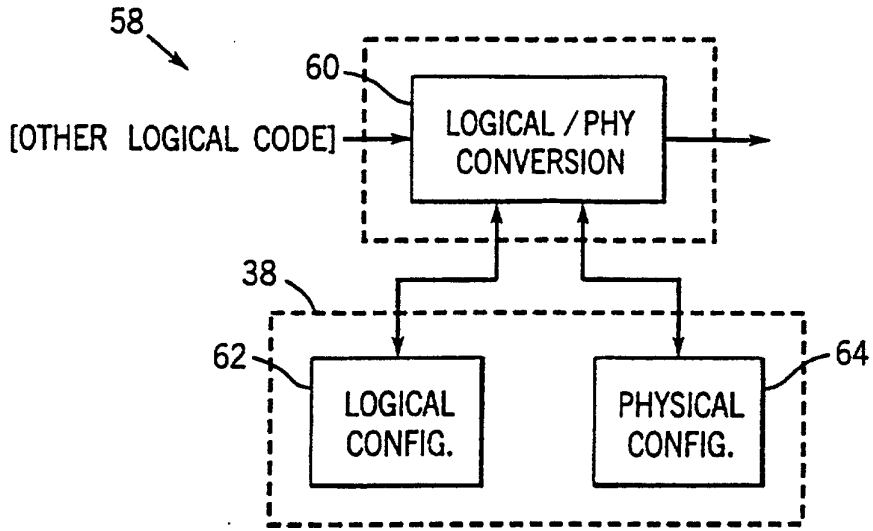 58
60
[OTHER LOGICAL CODE]
LOGICAL / PHY
CONVERSION
38
62
64
LOGICAL
CONFIG.
PHYSICAL
CONFIG.